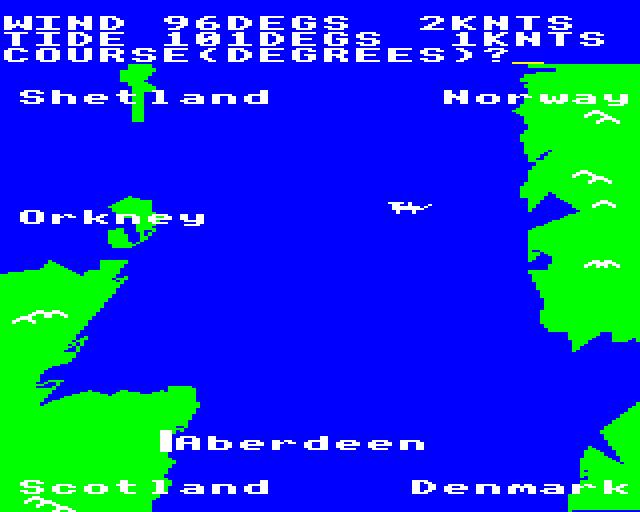 WIND 96DEGS 2KNTS
TIDE 101DEGS 1KNTS
COURSE(DEGREES)?_
Shetland Norway
Orkney
Aberdeen
Scotland Denmark